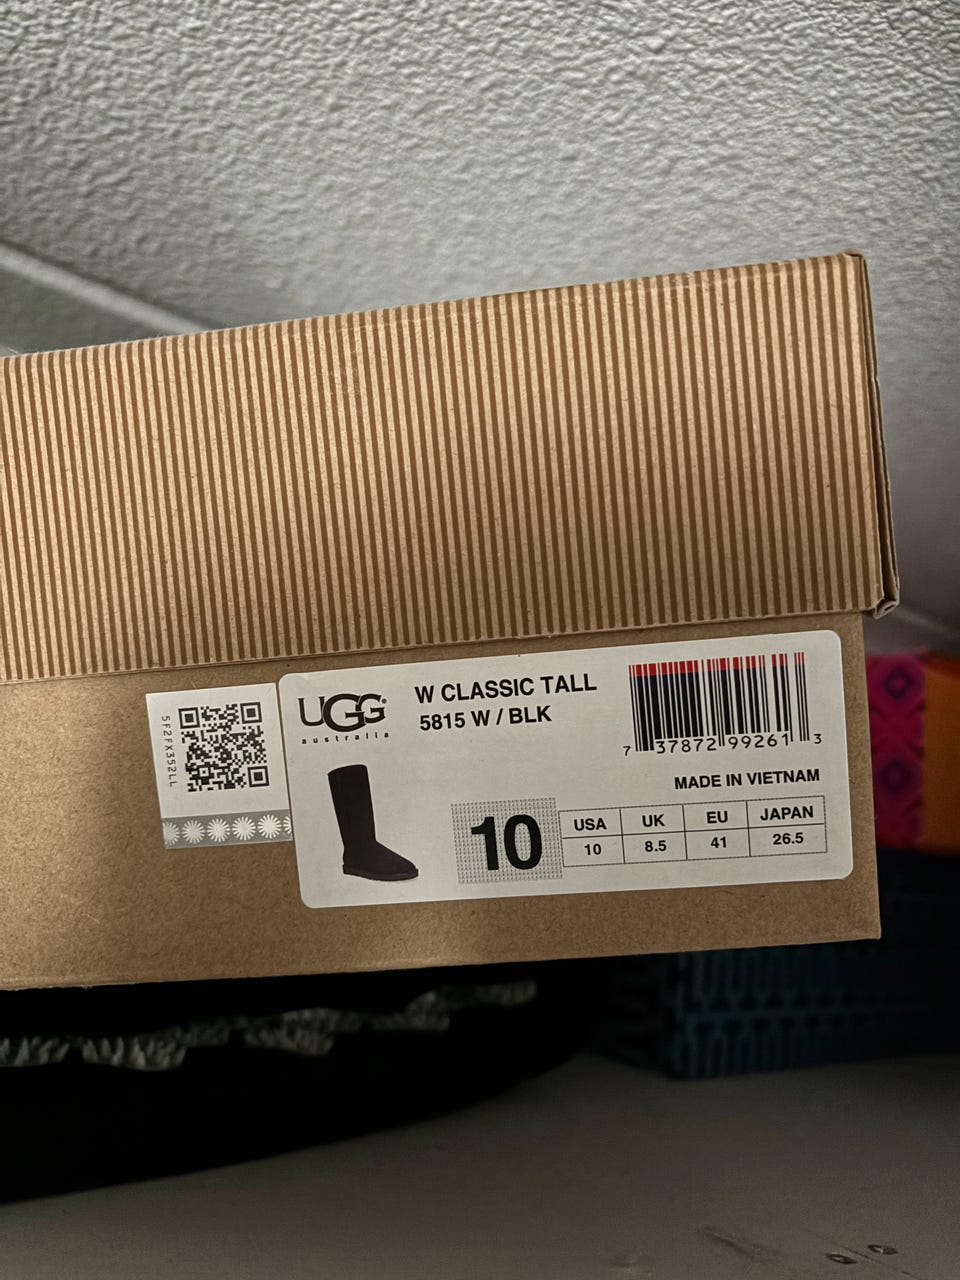 5F2FX352LL
UGG®
australia
W CLASSIC TALL
5815 W / BLK
7 37872 99261 3
MADE IN VIETNAM
10
USA UK EU JAPAN
10 8.5 41 26.5